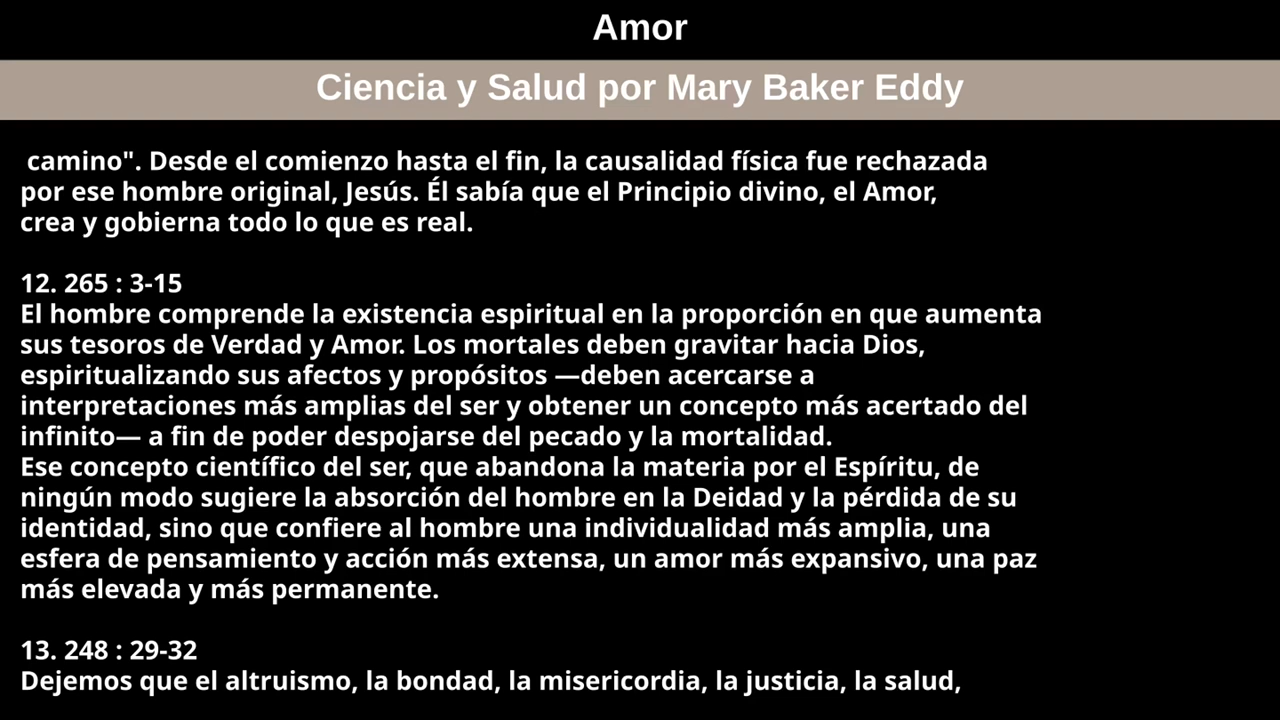 Amor
Ciencia y Salud por Mary Baker Eddy
camino". Desde el comienzo hasta el fin, la causalidad física fue rechazada
por ese hombre original, Jesús. Él sabía que el Principio divino, el Amor,
crea y gobierna todo lo que es real.
12. 265 : 3-15
El hombre comprende la existencia espiritual en la proporción en que aumenta
sus tesoros de Verdad y Amor. Los mortales deben gravitar hacia Dios,
espiritualizando sus afectos y propósitos —deben acercarse a
interpretaciones más amplias del ser y obtener un concepto más acertado del
infinito— a fin de poder despojarse del pecado y la mortalidad.
Ese concepto científico del ser, que abandona la materia por el Espíritu, de
ningún modo sugiere la absorción del hombre en la Deidad y la pérdida de su
identidad, sino que confiere al hombre una individualidad más amplia, una
esfera de pensamiento y acción más extensa, un amor más expansivo, una paz
más elevada y más permanente.
13. 248 : 29-32
Dejemos que el altruismo, la bondad, la misericordia, la justicia, la salud,